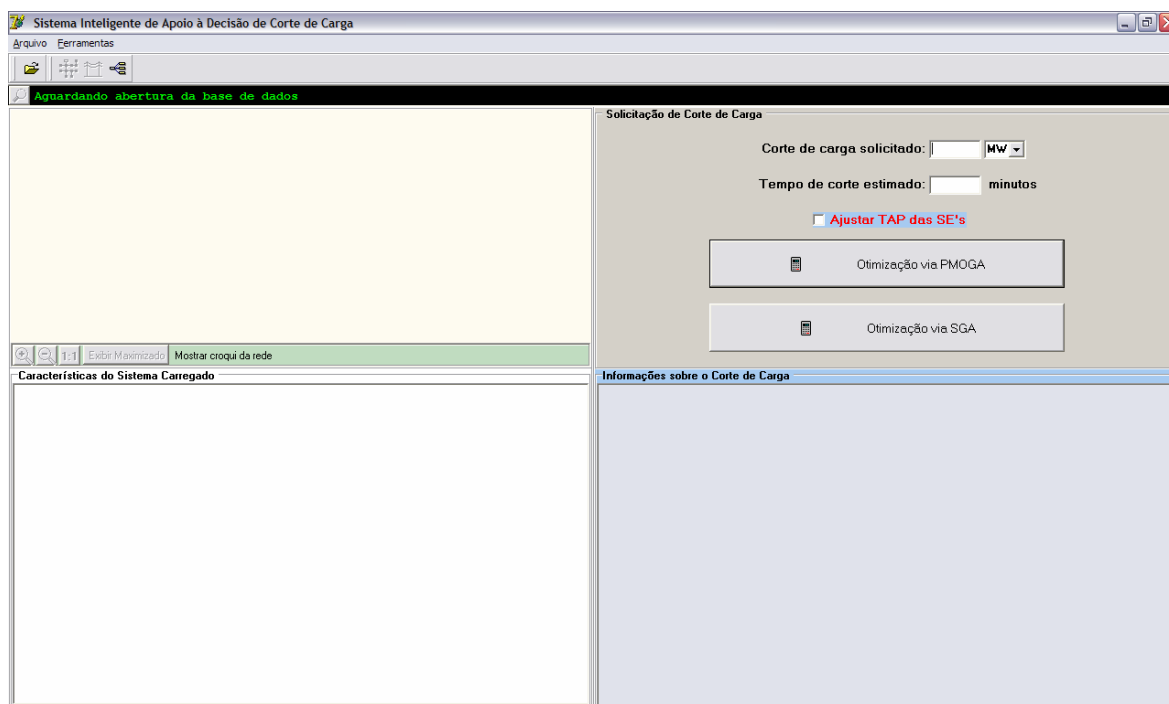 Sistema Inteligente de Apoio à Decisão de Corte de Carga
Arquivo Ferramentas
Aguardando abertura da base de dados
Solicitação de Corte de Carga
Corte de carga solicitado: MW
Tempo de corte estimado: minutos
Ajustar TAP das SE's
Otimização via PMOGA
Otimização via SGA
1:1 Exibir Maximizado Mostrar croqui da rede
Características do Sistema Carregado
Informações sobre o Corte de Carga